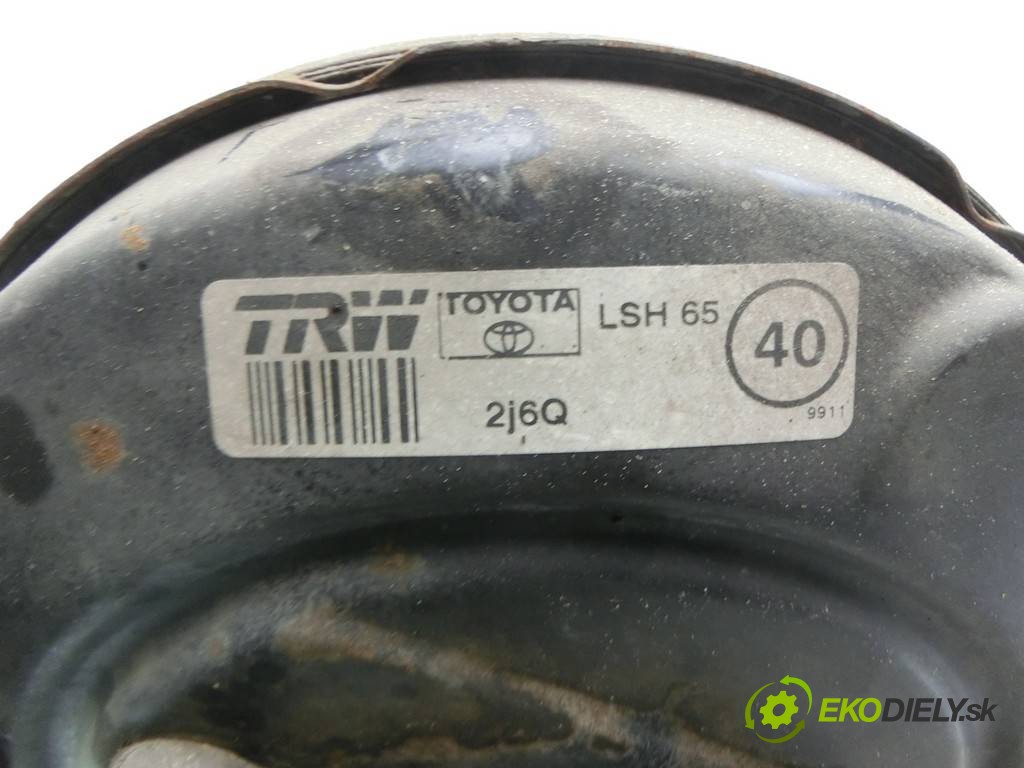 TRW
TOYOTA
LSH 65
40
2j6Q
9911
EKODIELY.sk